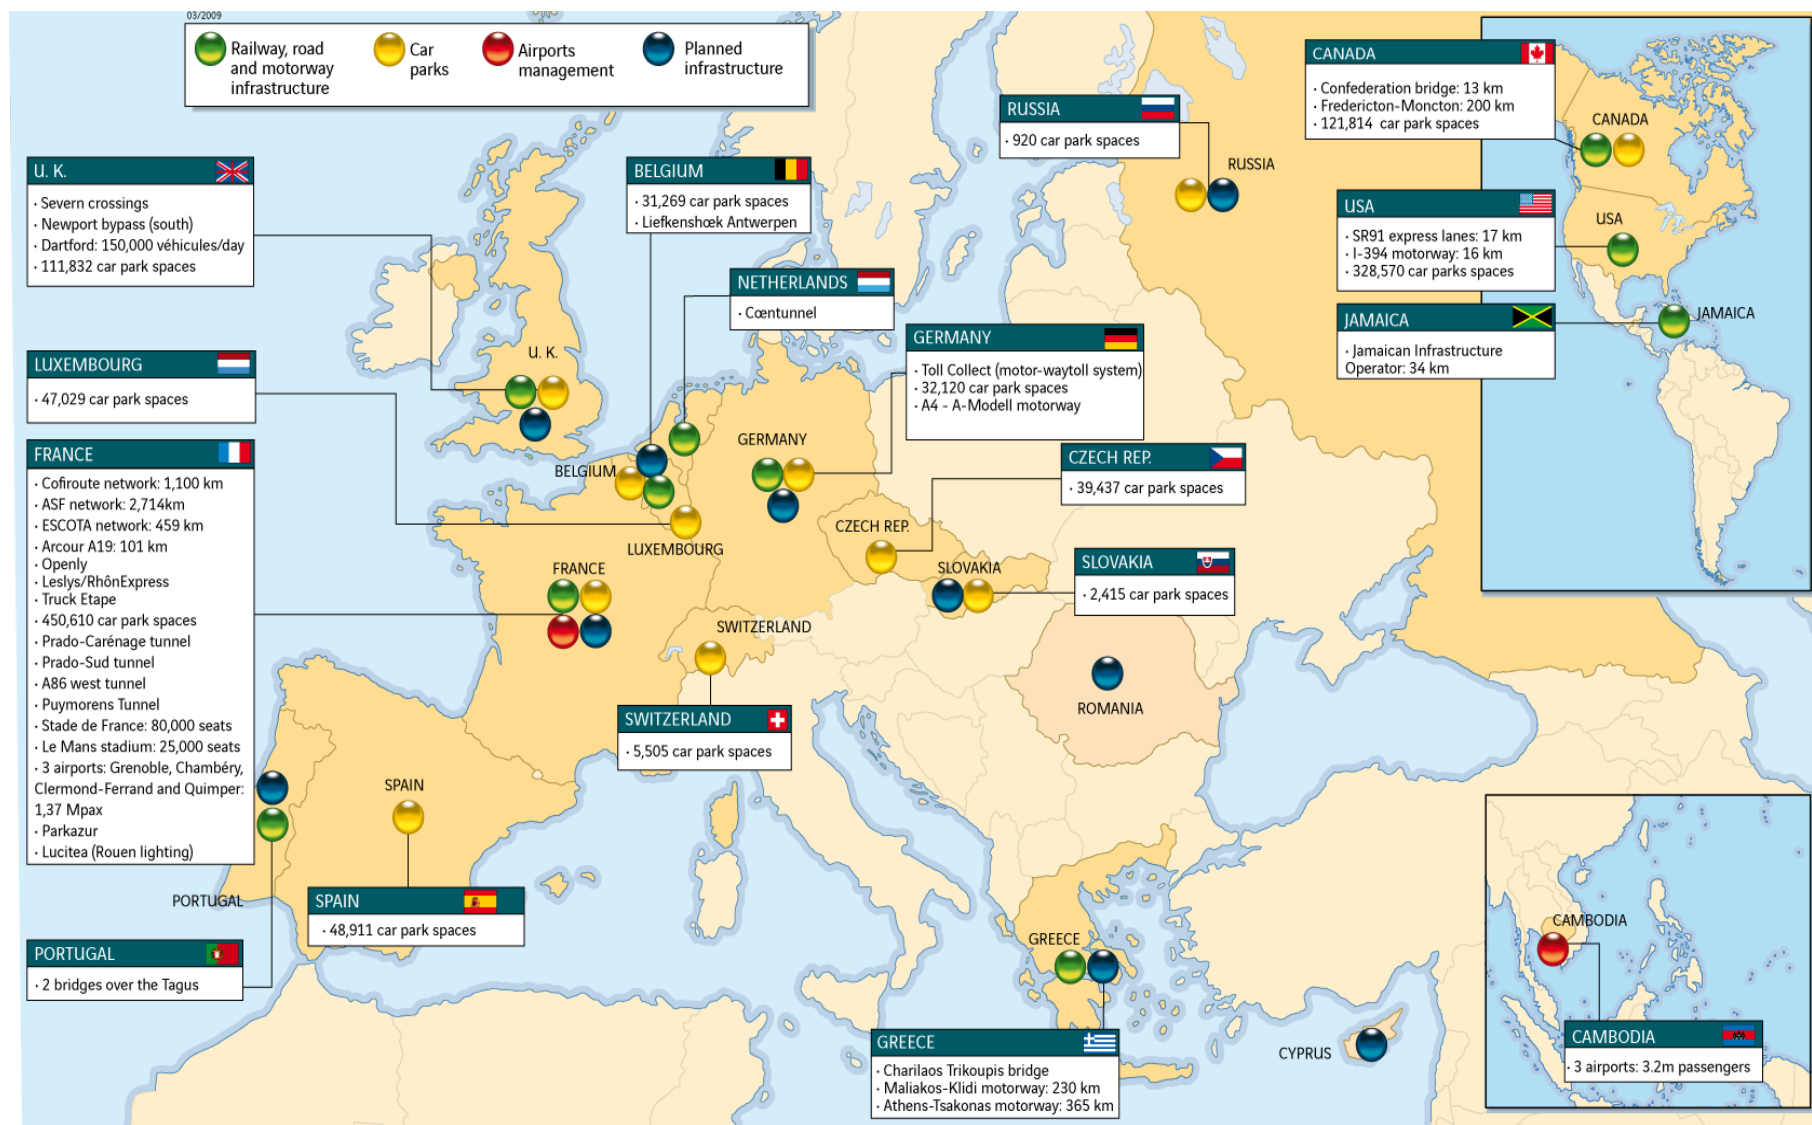 03/2009
Railway, road
and motorway
infrastructure
Car
parks
Airports
management
Planned
infrastructure
U. K.
· Severn crossings
· Newport bypass (south)
· Dartford: 150,000 véhicules/day
· 111,832 car park spaces
LUXEMBOURG
· 47,029 car park spaces
FRANCE
· Cofiroute network: 1,100 km
· ASF network: 2,714km
· ESCOTA network: 459 km
· Arcour A19: 101 km
· Openly
· Leslys/RhônExpress
· Truck Etape
· 450,610 car park spaces
· Prado-Carénage tunnel
· Prado-Sud tunnel
· A86 west tunnel
· Puymorens Tunnel
· Stade de France: 80,000 seats
· Le Mans stadium: 25,000 seats
· 3 airports: Grenoble, Chambéry,
Clermond-Ferrand and Quimper:
1,37 Mpax
· Parkazur
· Lucitea (Rouen lighting)
PORTUGAL
· 2 bridges over the Tagus
SPAIN
· 48,911 car park spaces
BELGIUM
· 31,269 car park spaces
· Liefkenshœk Antwerpen
NETHERLANDS
· Cœntunnel
GERMANY
· Toll Collect (motor-waytoll system)
· 32,120 car park spaces
· A4 - A-Modell motorway
CZECH REP.
· 39,437 car park spaces
SLOVAKIA
· 2,415 car park spaces
SWITZERLAND
· 5,505 car park spaces
GREECE
· Charilaos Trikoupis bridge
· Maliakos-Klidi motorway: 230 km
· Athens-Tsakonas motorway: 365 km
RUSSIA
· 920 car park spaces
CANADA
· Confederation bridge: 13 km
· Fredericton-Moncton: 200 km
· 121,814 car park spaces
USA
· SR91 express lanes: 17 km
· I-394 motorway: 16 km
· 328,570 car parks spaces
JAMAICA
· Jamaican Infrastructure
Operator: 34 km
CAMBODIA
· 3 airports: 3.2m passengers
U. K.
BELGIUM
GERMANY
LUXEMBOURG
CZECH REP.
FRANCE
SLOVAKIA
SWITZERLAND
ROMANIA
SPAIN
PORTUGAL
GREECE
CYPRUS
RUSSIA
CANADA
USA
JAMAICA
CAMBODIA